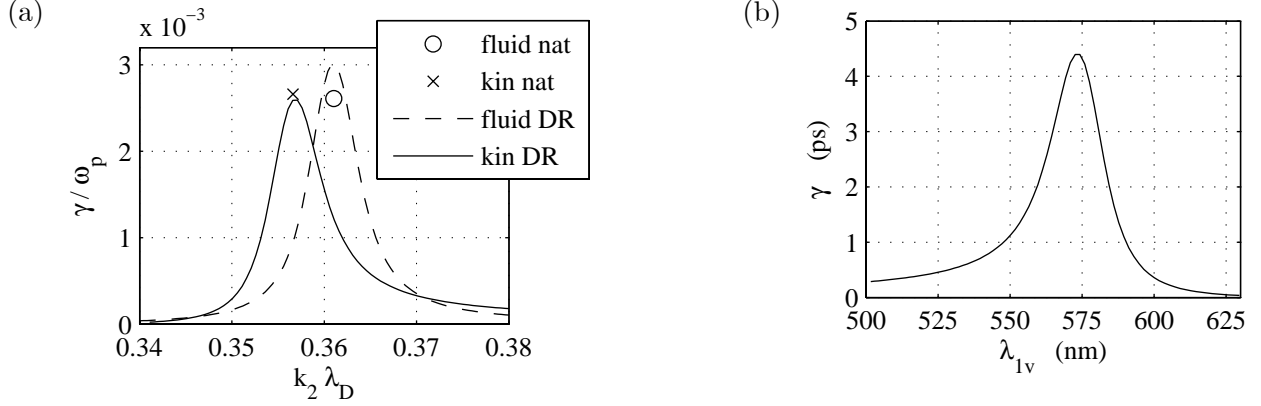 (a)
x 10⁻³
fluid nat
kin nat
fluid DR
kin DR
3
2
1
0
γ / ω_p
0.34 0.35 0.36 0.37 0.38
k₂ λ_D
(b)
5
4
3
2
1
0
γ (ps)
500 525 550 575 600 625
λ_1v (nm)